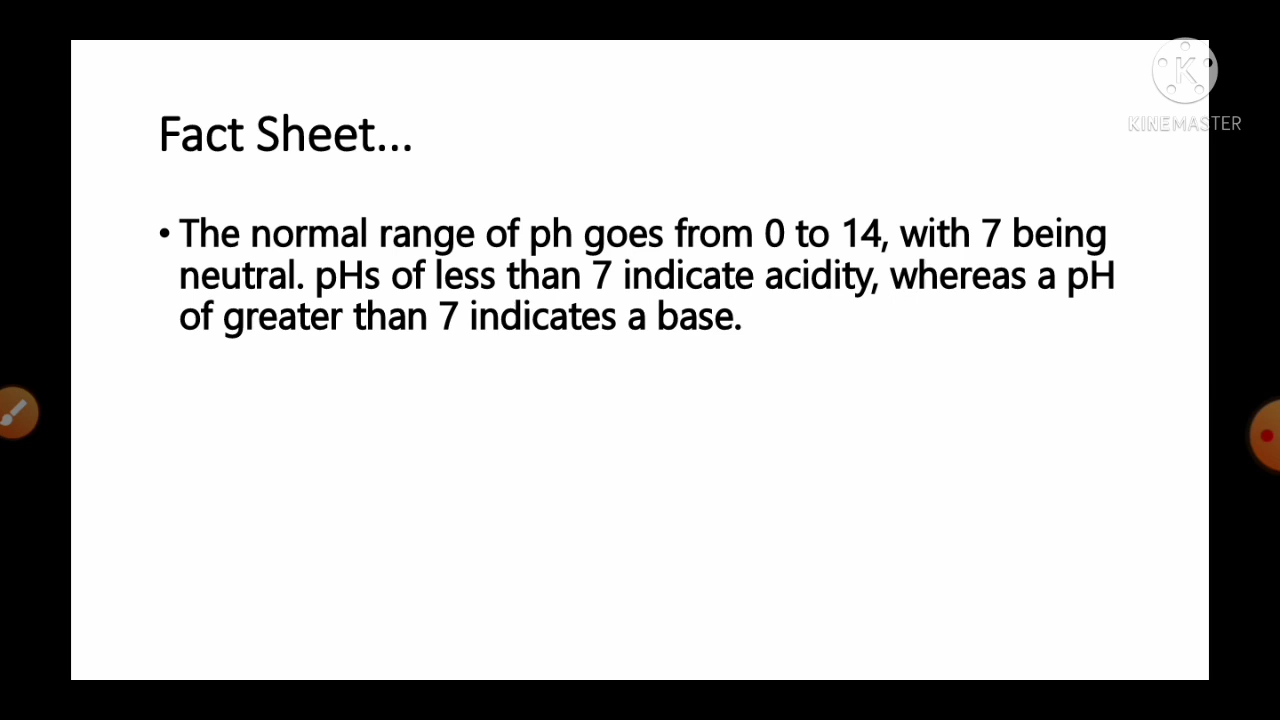 KINEMASTER
Fact Sheet...
• The normal range of ph goes from 0 to 14, with 7 being
neutral. pHs of less than 7 indicate acidity, whereas a pH
of greater than 7 indicates a base.